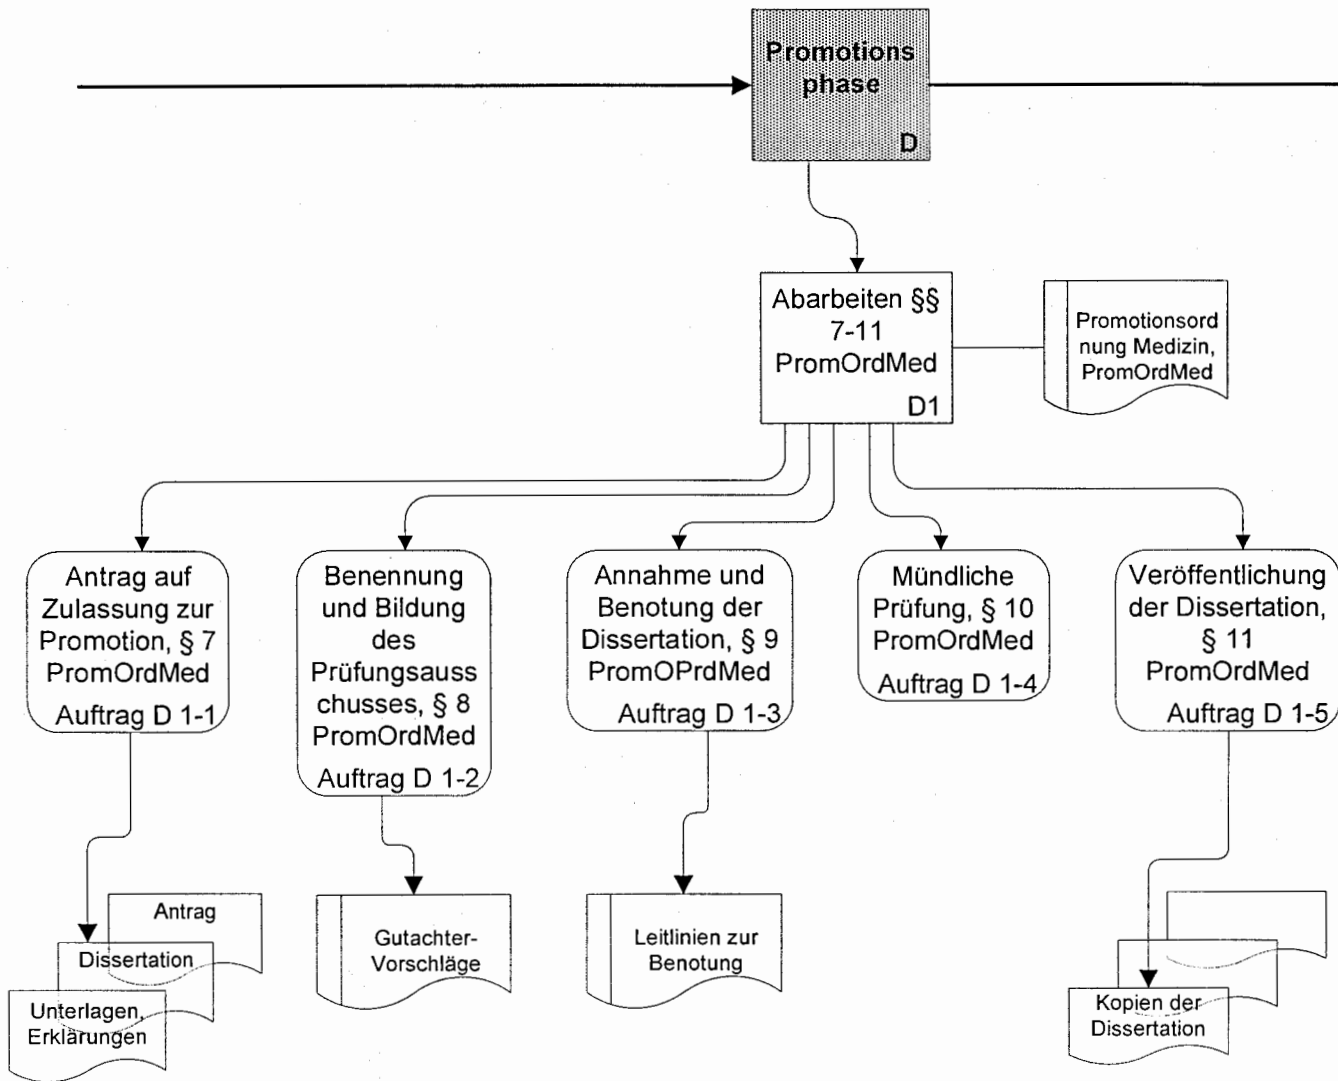 Promotions
phase
D
Abarbeiten §§
7-11
PromOrdMed
D1
Promotionsord
nung Medizin,
PromOrdMed
Antrag auf
Zulassung zur
Promotion, § 7
PromOrdMed
Auftrag D 1-1
Benennung
und Bildung
des
Prüfungsauss
chusses, § 8
PromOrdMed
Auftrag D 1-2
Annahme und
Benotung der
Dissertation, § 9
PromOPrdMed
Auftrag D 1-3
Mündliche
Prüfung, § 10
PromOrdMed
Auftrag D 1-4
Veröffentlichung
der Dissertation,
§ 11
PromOrdMed
Auftrag D 1-5
Antrag
Dissertation
Unterlagen,
Erklärungen
Gutachter-
Vorschläge
Leitlinien zur
Benotung
Kopien der
Dissertation